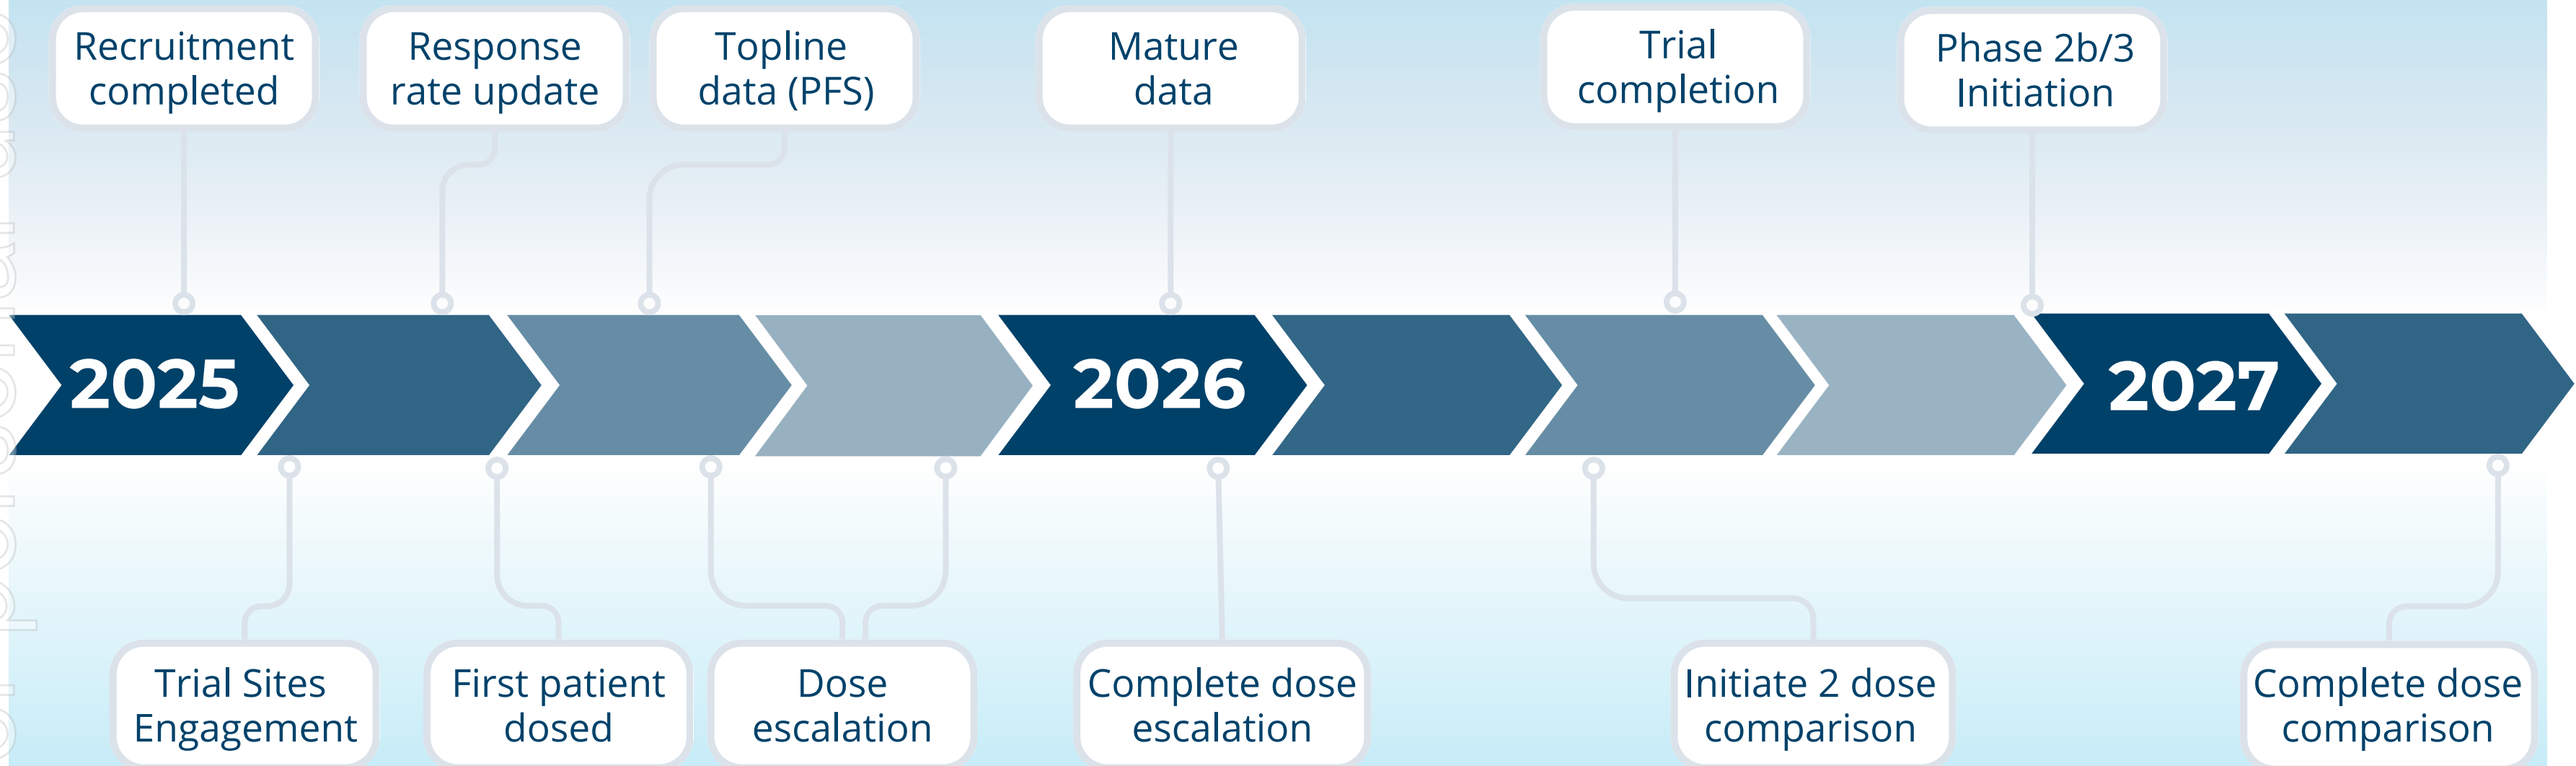 Recruitment
completed
Response
rate update
Topline
data (PFS)
Mature
data
Trial
completion
Phase 2b/3
Initiation
2025
2026
2027
Trial Sites
Engagement
First patient
dosed
Dose
escalation
Complete dose
escalation
Initiate 2 dose
comparison
Complete dose
comparison